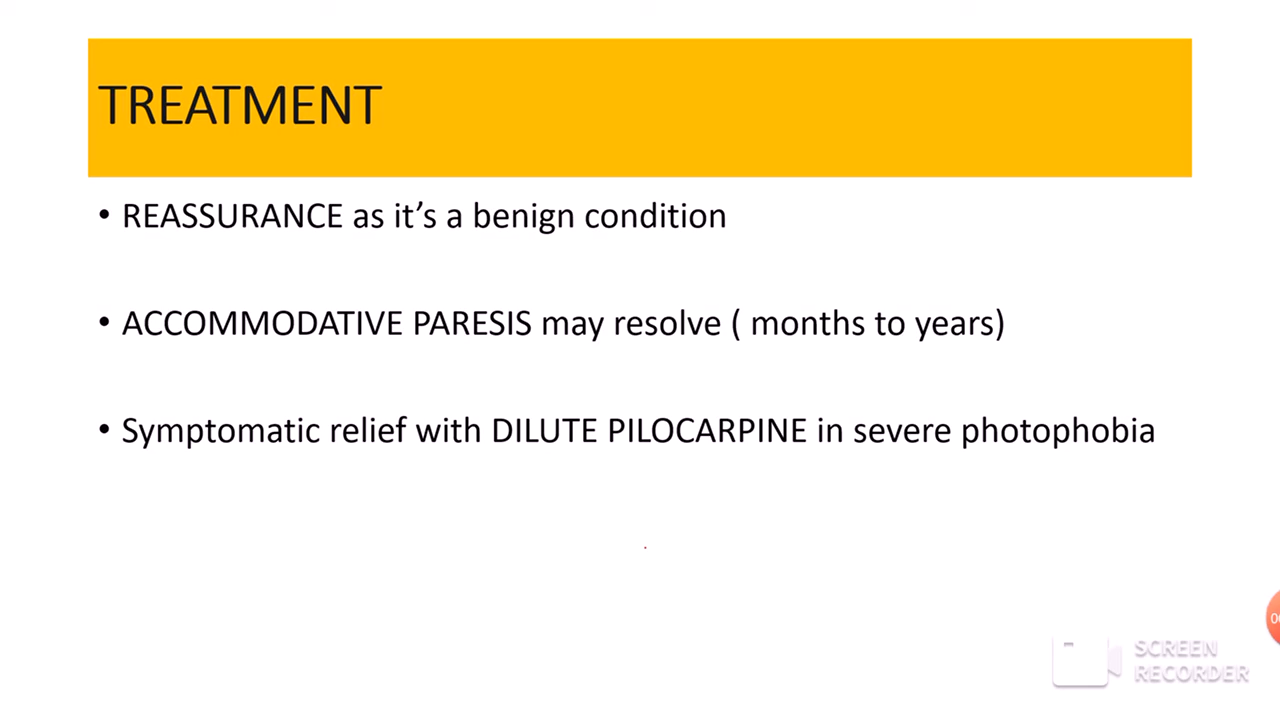 TREATMENT
• REASSURANCE as it’s a benign condition
• ACCOMMODATIVE PARESIS may resolve ( months to years)
• Symptomatic relief with DILUTE PILOCARPINE in severe photophobia
SCREEN
RECORDER